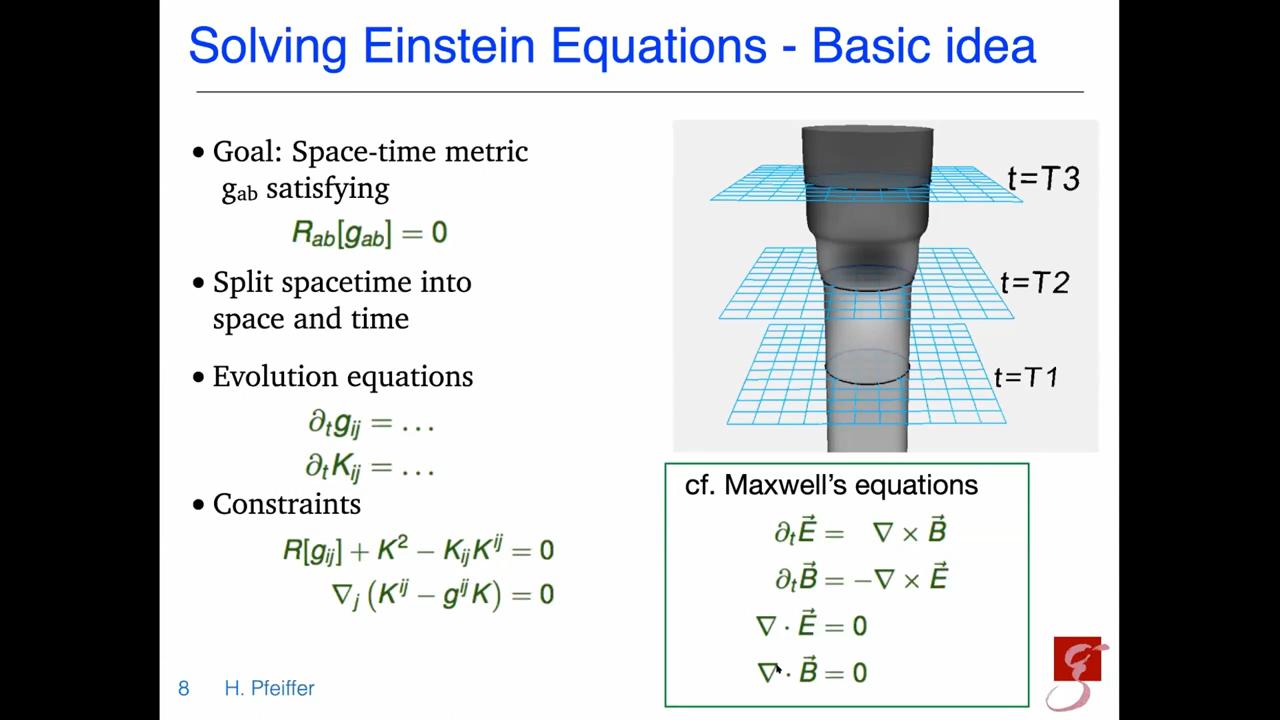 Solving Einstein Equations - Basic idea
• Goal: Space-time metric
g_ab satisfying
R_ab[g_ab] = 0
• Split spacetime into
space and time
• Evolution equations
∂_t g_ij = …
∂_t K_ij = …
• Constraints
R[g_ij] + K² − K_ij K^ij = 0
∇_j (K^ij − g^ij K) = 0
t=T3
t=T2
t=T1
cf. Maxwell’s equations
∂_t E⃗ = ∇ × B⃗
∂_t B⃗ = −∇ × E⃗
∇ · E⃗ = 0
∇ · B⃗ = 0
8 H. Pfeiffer